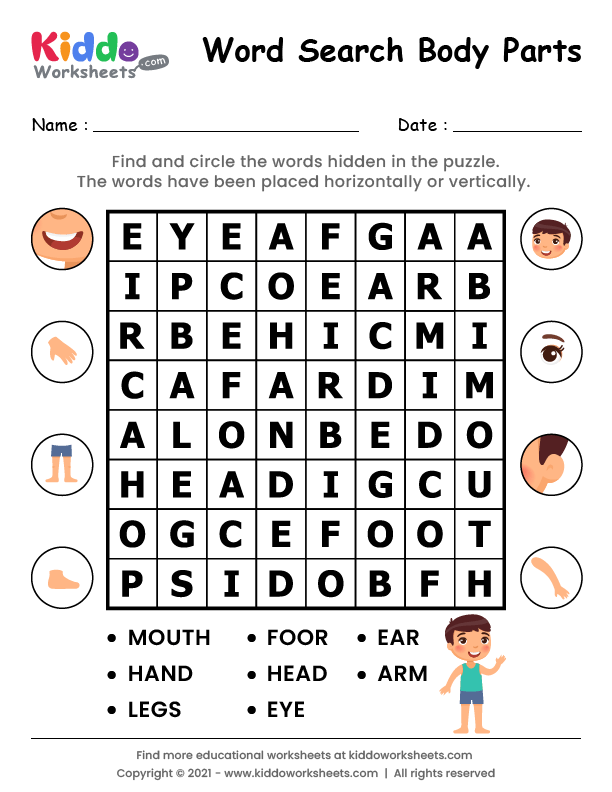 Kiddo
Worksheets.com
Word Search Body Parts
Name :
Date :
Find and circle the words hidden in the puzzle.
The words have been placed horizontally or vertically.
E Y E A F G A A
I P C O E A R B
R B E H I C M I
C A F A R D I M
A L O N B E D O
H E A D I G C U
O G C E F O O T
P S I D O B F H
• MOUTH • FOOR • EAR
• HAND • HEAD • ARM
• LEGS • EYE
Find more educational worksheets at kiddoworksheets.com
Copyright © 2021 - www.kiddoworksheets.com | All rights reserved